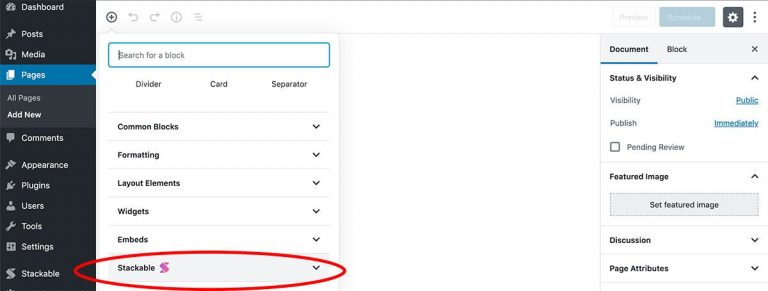 Dashboard
Posts
Media
Pages
All Pages
Add New
Comments
Appearance
Plugins
Users
Tools
Settings
Stackable
Search for a block
Divider Card Separator
Common Blocks
Formatting
Layout Elements
Widgets
Embeds
Stackable
Preview Schedule...
Document Block
Status & Visibility
Visibility Public
Publish Immediately
Pending Review
Featured Image
Set featured image
Discussion
Page Attributes